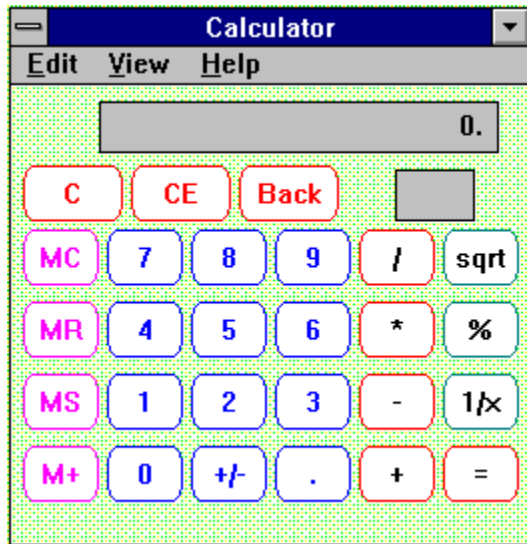 Calculator
Edit View Help
0.
C CE Back
MC 7 8 9 / sqrt
MR 4 5 6 * %
MS 1 2 3 - 1/x
M+ 0 +/- . + =